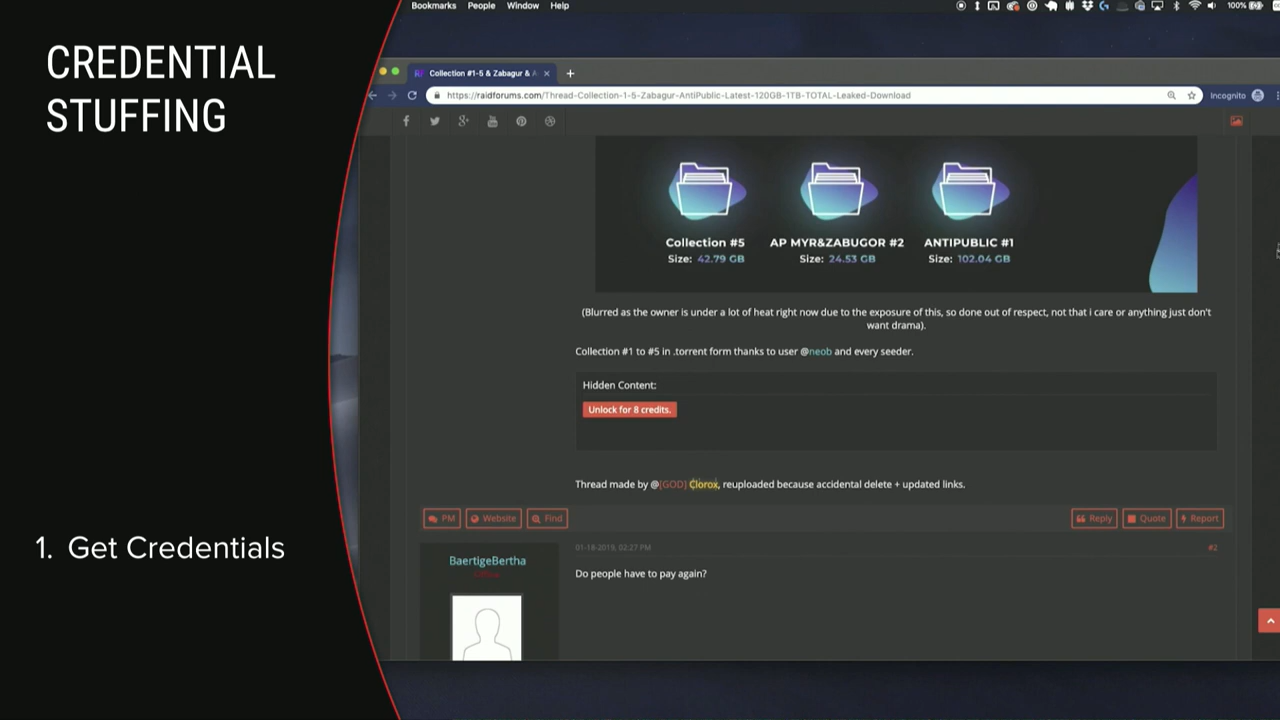 Bookmarks People Window Help
100%
CREDENTIAL
STUFFING
Collection #1-5 & Zabagur & A
https://raidforums.com/Thread-Collection-1-5-Zabagur-AntiPublic-Latest-120GB-1TB-TOTAL-Leaked-Download
Incognito
Collection #5 AP MYR&ZABUGOR #2 ANTIPUBLIC #1
Size: 42.79 GB Size: 24.53 GB Size: 102.04 GB
(Blurred as the owner is under a lot of heat right now due to the exposure of this, so done out of respect, not that i care or anything just don't
want drama).
Collection #1 to #5 in .torrent form thanks to user @neob and every seeder.
Hidden Content:
Unlock for 8 credits.
Thread made by @[GOD] Clorox, reuploaded because accidental delete + updated links.
PM Website Find Reply Quote Report
1. Get Credentials
01-18-2019, 02:27 PM #2
BaertigeBertha
Do people have to pay again?